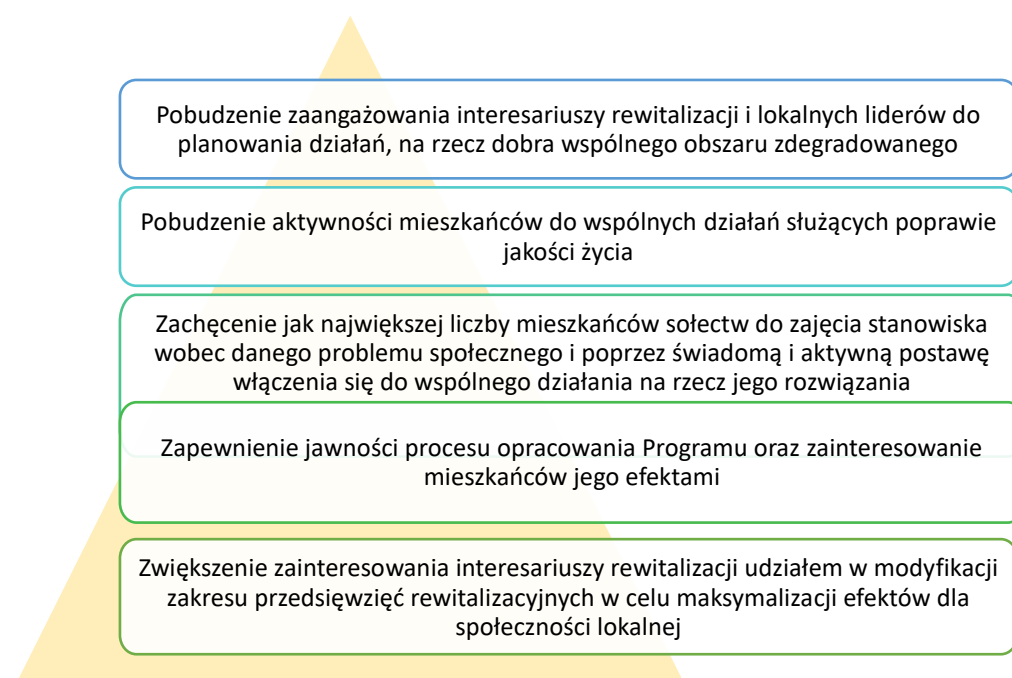 Pobudzenie zaangażowania interesariuszy rewitalizacji i lokalnych liderów do
planowania działań, na rzecz dobra wspólnego obszaru zdegradowanego
Pobudzenie aktywności mieszkańców do wspólnych działań służących poprawie
jakości życia
Zachęcenie jak największej liczby mieszkańców sołectw do zajęcia stanowiska
wobec danego problemu społecznego i poprzez świadomą i aktywną postawę
włączenia się do wspólnego działania na rzecz jego rozwiązania
Zapewnienie jawności procesu opracowania Programu oraz zainteresowanie
mieszkańców jego efektami
Zwiększenie zainteresowania interesariuszy rewitalizacji udziałem w modyfikacji
zakresu przedsięwzięć rewitalizacyjnych w celu maksymalizacji efektów dla
społeczności lokalnej